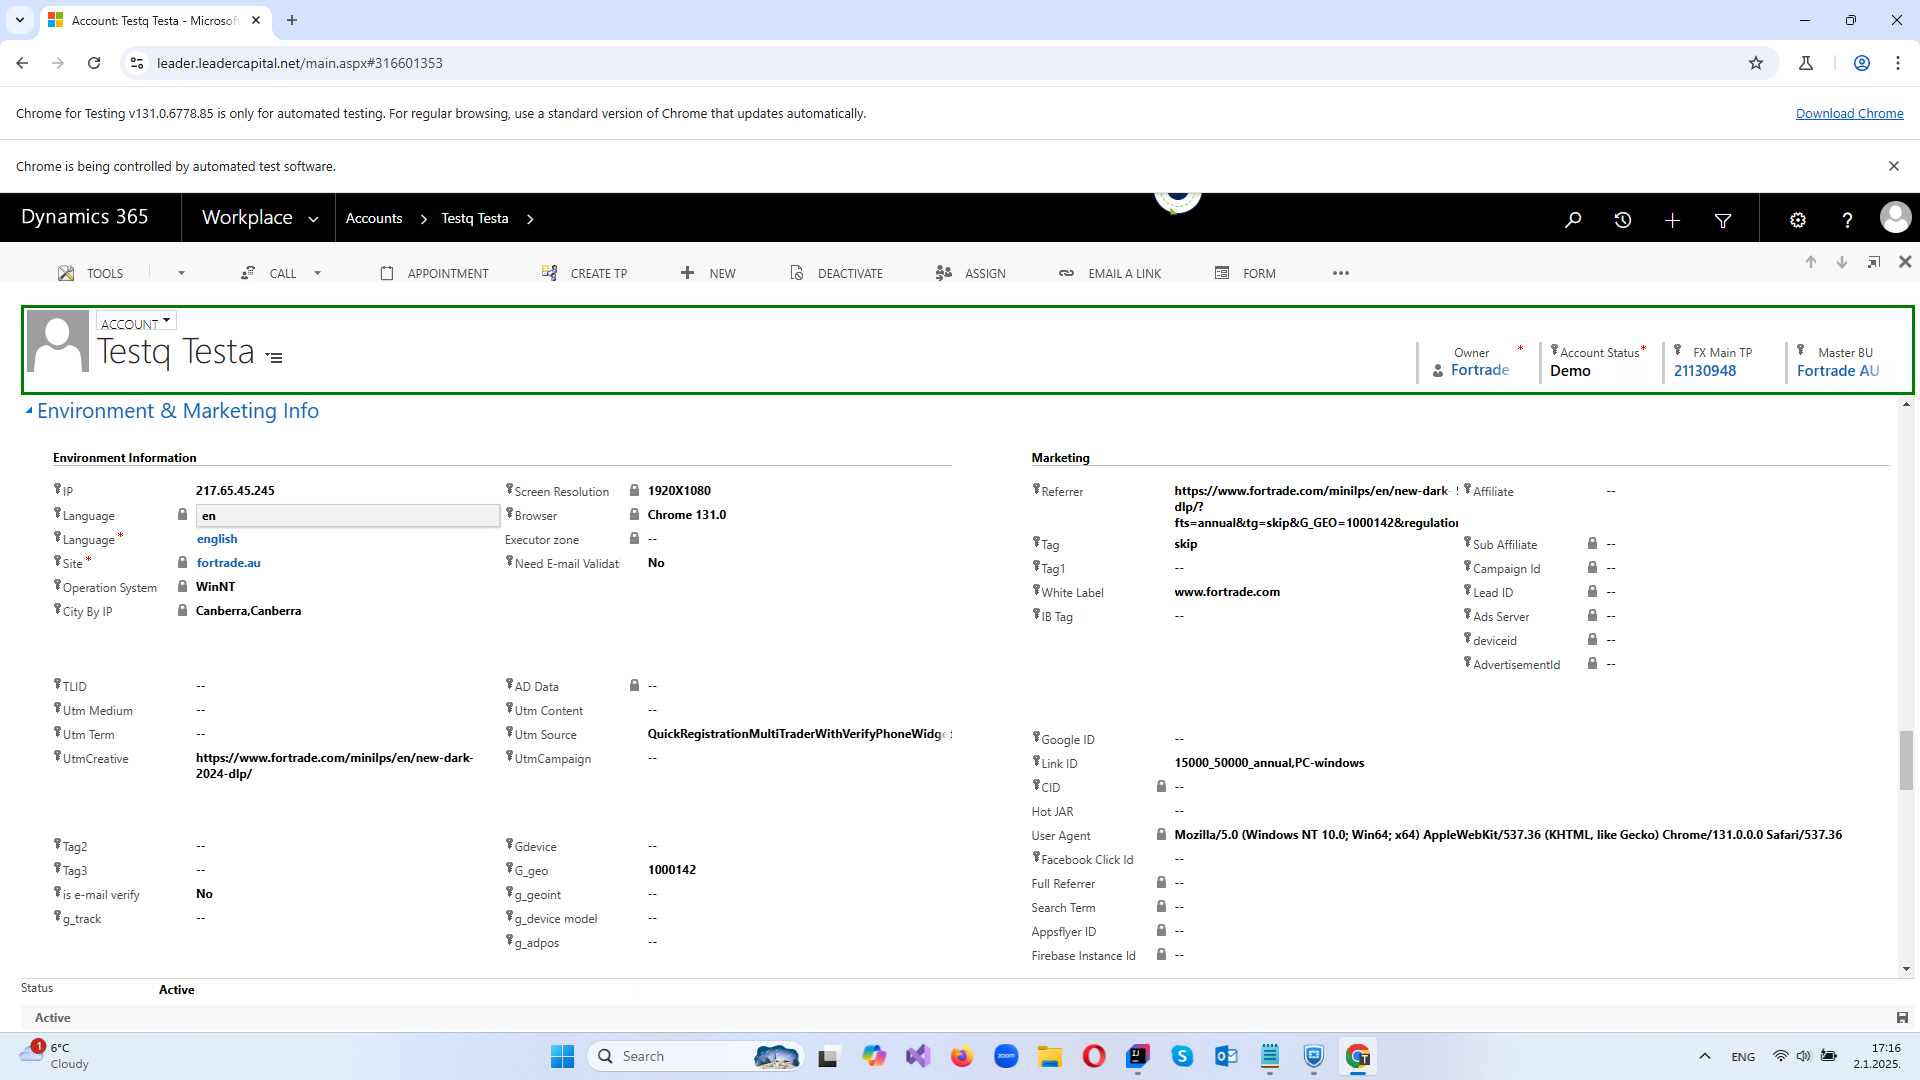 Account: Testq Testa - Microsoft
leader.leadercapital.net/main.aspx#316601353
Chrome for Testing v131.0.6778.85 is only for automated testing. For regular browsing, use a standard version of Chrome that updates automatically.
Download Chrome
Chrome is being controlled by automated test software.
Dynamics 365
Workplace
Accounts
Testq Testa
TOOLS
CALL
APPOINTMENT
CREATE TP
NEW
DEACTIVATE
ASSIGN
EMAIL A LINK
FORM
ACCOUNT
Testq Testa
Owner *
Fortrade
Account Status *
Demo
FX Main TP
21130948
Master BU
Fortrade AU
Environment & Marketing Info
Environment Information
IP 217.65.45.245
Language en
Language * english
Site * fortrade.au
Operation System WinNT
City By IP Canberra,Canberra
Screen Resolution 1920X1080
Browser Chrome 131.0
Executor zone --
Need E-mail Validat No
TLID --
Utm Medium --
Utm Term --
UtmCreative https://www.fortrade.com/minilps/en/new-dark-
2024-dlp/
AD Data --
Utm Content --
Utm Source QuickRegistrationMultiTraderWithVerifyPhoneWidge
UtmCampaign --
Tag2 --
Tag3 --
is e-mail verify No
g_track --
Gdevice --
G_geo 1000142
g_geoint --
g_device model --
g_adpos --
Marketing
Referrer https://www.fortrade.com/minilps/en/new-dark-
dlp/?
fts=annual&tg=skip&G_GEO=1000142&regulation
Tag skip
Tag1 --
White Label www.fortrade.com
IB Tag --
Affiliate --
Sub Affiliate --
Campaign Id --
Lead ID --
Ads Server --
deviceid --
AdvertisementId --
Google ID --
Link ID 15000_50000_annual,PC-windows
CID --
Hot JAR --
User Agent Mozilla/5.0 (Windows NT 10.0; Win64; x64) AppleWebKit/537.36 (KHTML, like Gecko) Chrome/131.0.0.0 Safari/537.36
Facebook Click Id --
Full Referrer --
Search Term --
Appsflyer ID --
Firebase Instance Id --
Status Active
Active
1
6°C
Cloudy
Search
zoom
ENG
17:16
2.1.2025.